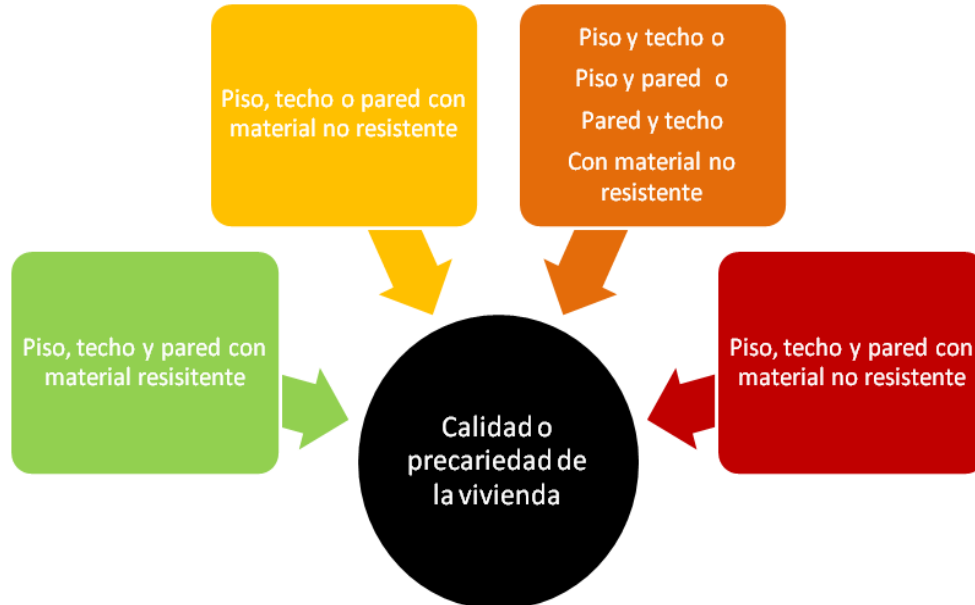 Piso, techo y pared con
material resisitente
Piso, techo o pared con
material no resistente
Piso y techo o
Piso y pared o
Pared y techo
Con material no
resistente
Piso, techo y pared con
material no resistente
Calidad o
precariedad de
la vivienda